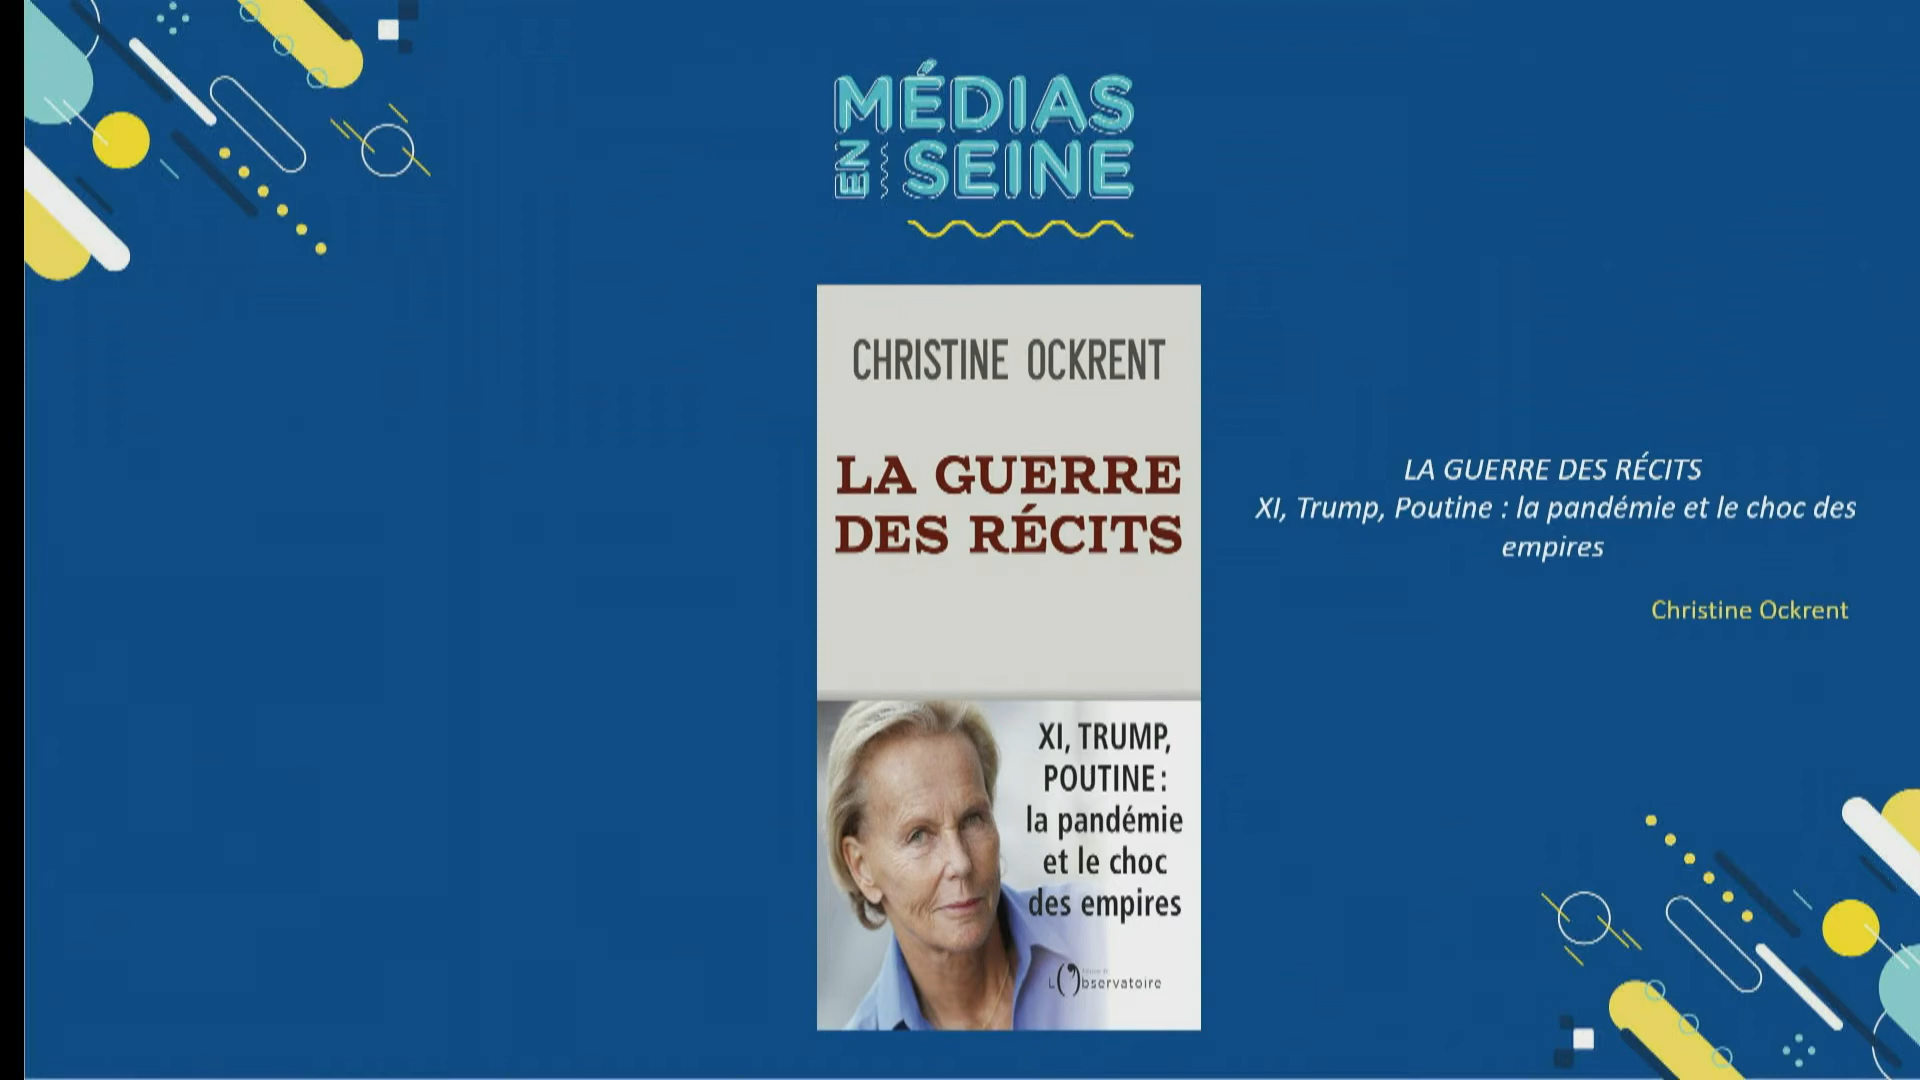 MÉDIAS
EN SEINE
CHRISTINE OCKRENT
LA GUERRE
DES RÉCITS
XI, TRUMP,
POUTINE :
la pandémie
et le choc
des empires
L'Observatoire
LA GUERRE DES RÉCITS
XI, Trump, Poutine : la pandémie et le choc des
empires
Christine Ockrent